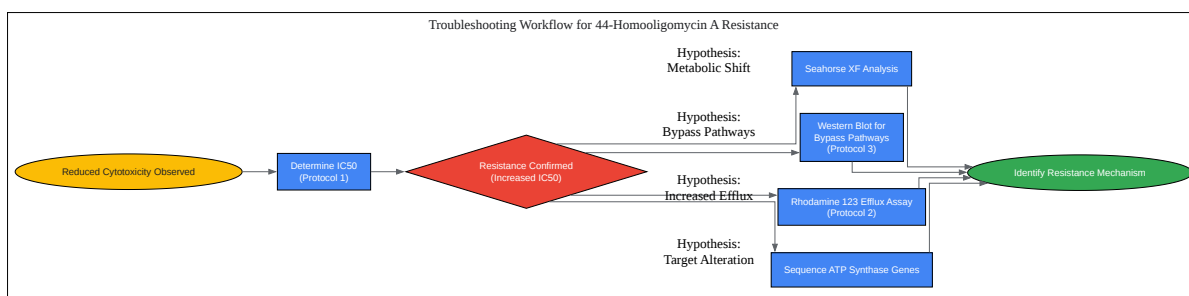 Troubleshooting Workflow for 44-Homooligomycin A Resistance
Reduced Cytotoxicity Observed
Determine IC50
(Protocol 1)
Resistance Confirmed
(Increased IC50)
Hypothesis:
Metabolic Shift
Seahorse XF Analysis
Hypothesis:
Bypass Pathways
Western Blot for
Bypass Pathways
(Protocol 3)
Hypothesis:
Increased Efflux
Rhodamine 123 Efflux Assay
(Protocol 2)
Hypothesis:
Target Alteration
Sequence ATP Synthase Genes
Identify Resistance Mechanism